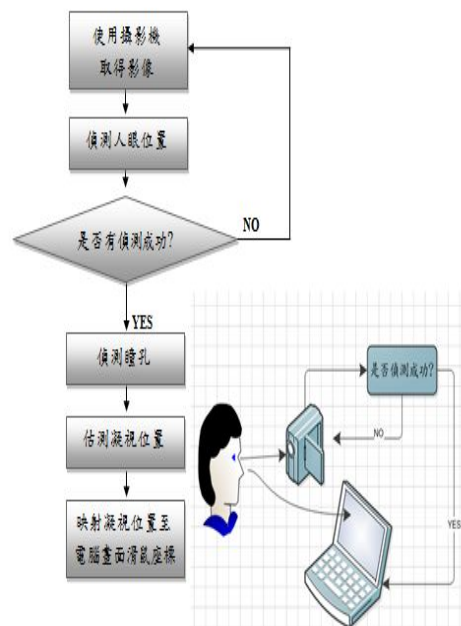 使用攝影機
取得影像
偵測人眼位置
是否有偵測成功?
NO
YES
偵測瞳孔
估測凝視位置
映射凝視位置至
電腦畫面滑鼠座標
是否偵測成功?
NO
YES